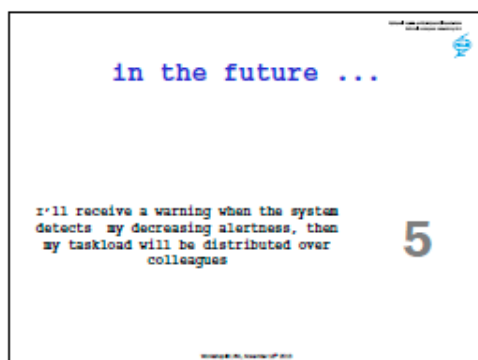 in the future ...
I'll receive a warning when the system
detects my decreasing alertness, then
my taskload will be distributed over
colleagues
5